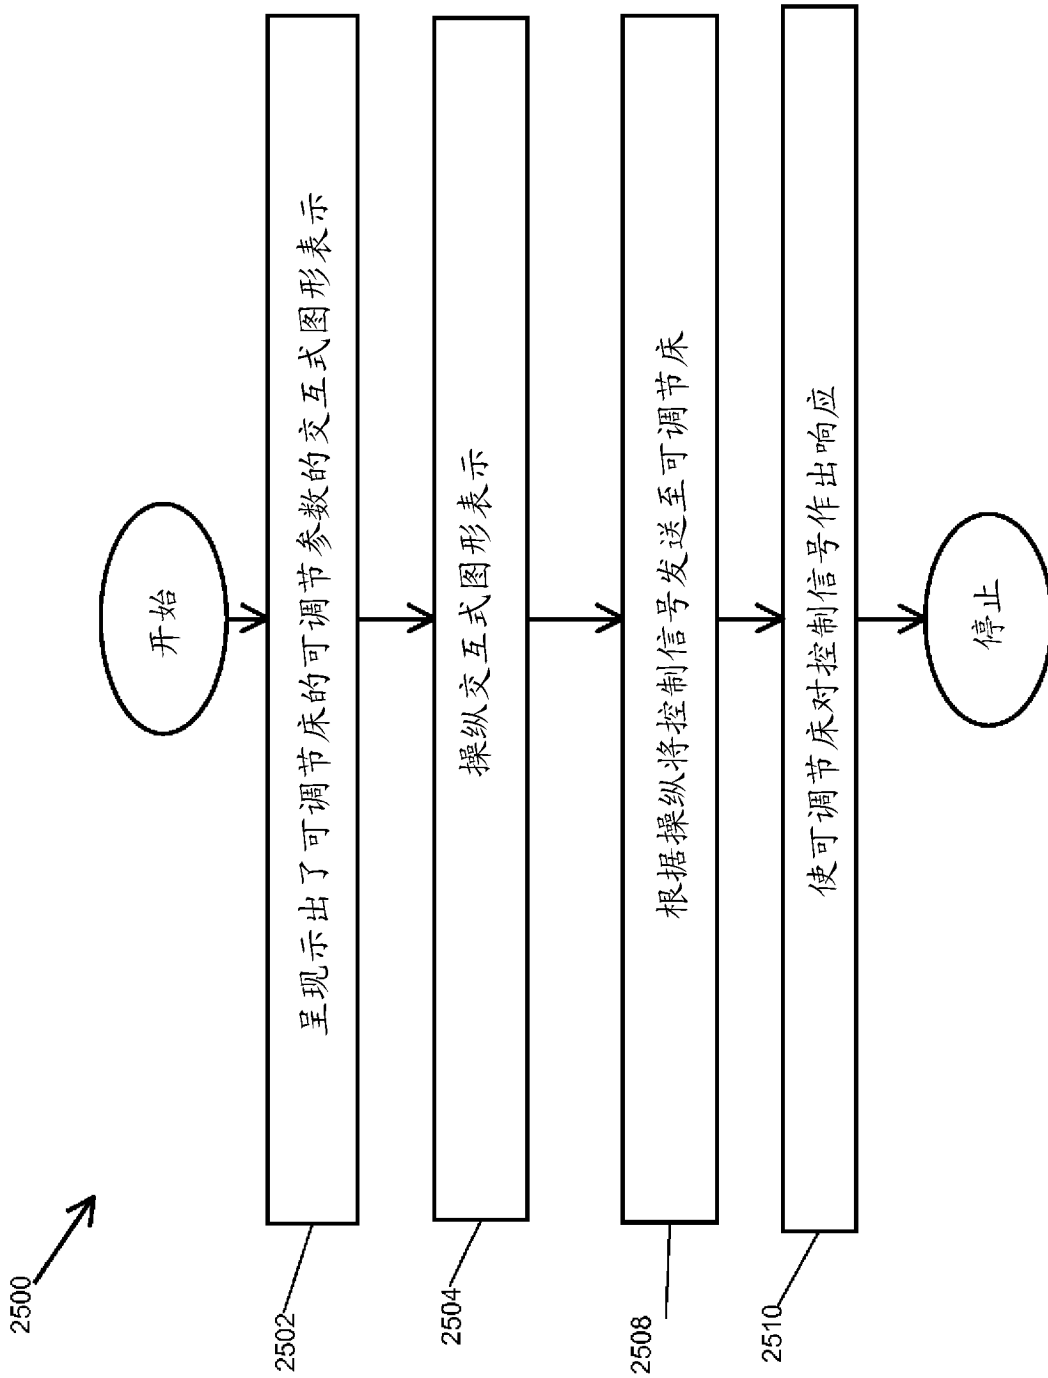 2500
开始
2502
呈现示出了可调节床的可调节参数的交互式图形表示
2504
操纵交互式图形表示
2508
根据操纵将控制信号发送至可调节床
2510
使可调节床对控制信号作出响应
停止